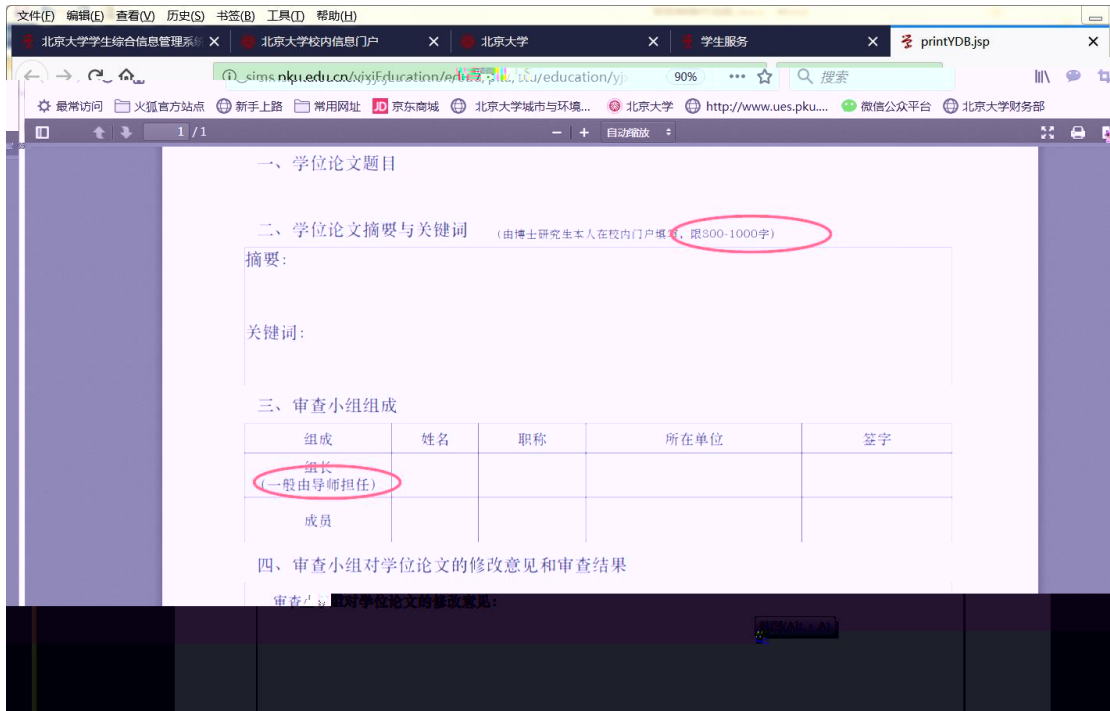 文件(F) 编辑(E) 查看(V) 历史(S) 书签(B) 工具(T) 帮助(H)
北京大学学生综合信息管理系统 × 北京大学校内信息门户 × 北京大学 × 学生服务 × printYDB.jsp ×
90% 搜索
最常访问 火狐官方站点 新手上路 常用网址 JD 京东商城 北京大学城市与环境... 北京大学 http://www.ues.pku.... 微信公众平台 北京大学财务部
1 / 1 − + 自动缩放
一、学位论文题目
二、学位论文摘要与关键词 (由博士研究生本人在校内门户填写，限800-1000字)
摘要:
关键词:
三、审查小组组成
组成 姓名 职称 所在单位 签字
组长
(一般由导师担任)
成员
四、审查小组对学位论文的修改意见和审查结果
审查小组对学位论文的修改意见: